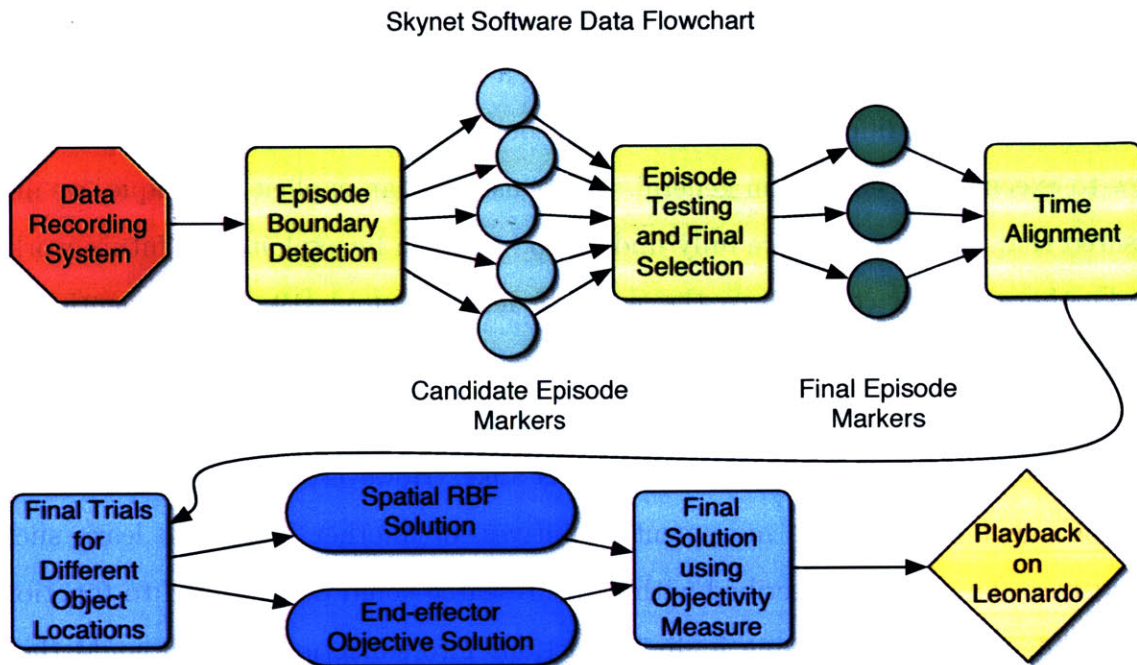 Skynet Software Data Flowchart
Data
Recording
System
Episode
Boundary
Detection
Episode
Testing
and Final
Selection
Time
Alignment
Candidate Episode
Markers
Final Episode
Markers
Final Trials
for
Different
Object
Locations
Spatial RBF
Solution
End-effector
Objective Solution
Final
Solution
using
Objectivity
Measure
Playback
on
Leonardo